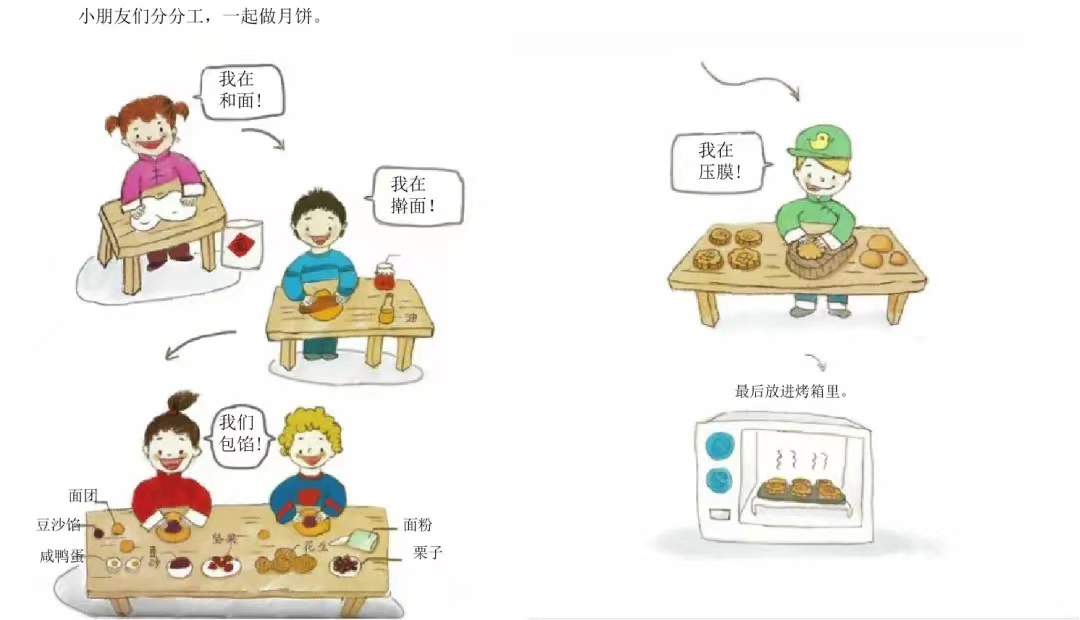 小朋友们分分工，一起做月饼。
我在
和面！
我在
擀面！
我们
包馅！
面团
豆沙馅
咸鸭蛋
坚果
花生
油
面粉
栗子
我在
压膜！
最后放进烤箱里。